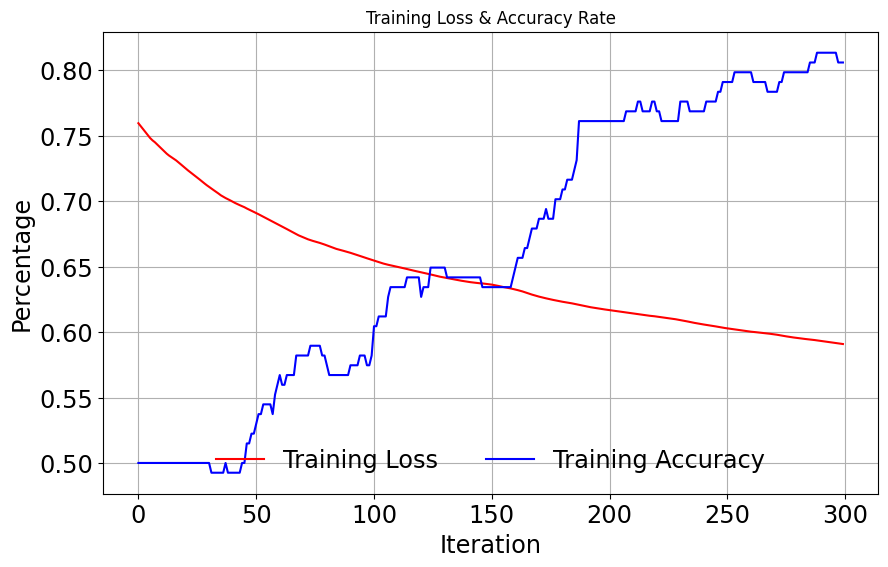 Training Loss & Accuracy Rate
Percentage
0.80
0.75
0.70
0.65
0.60
0.55
0.50
Training Loss Training Accuracy
0 50 100 150 200 250 300
Iteration